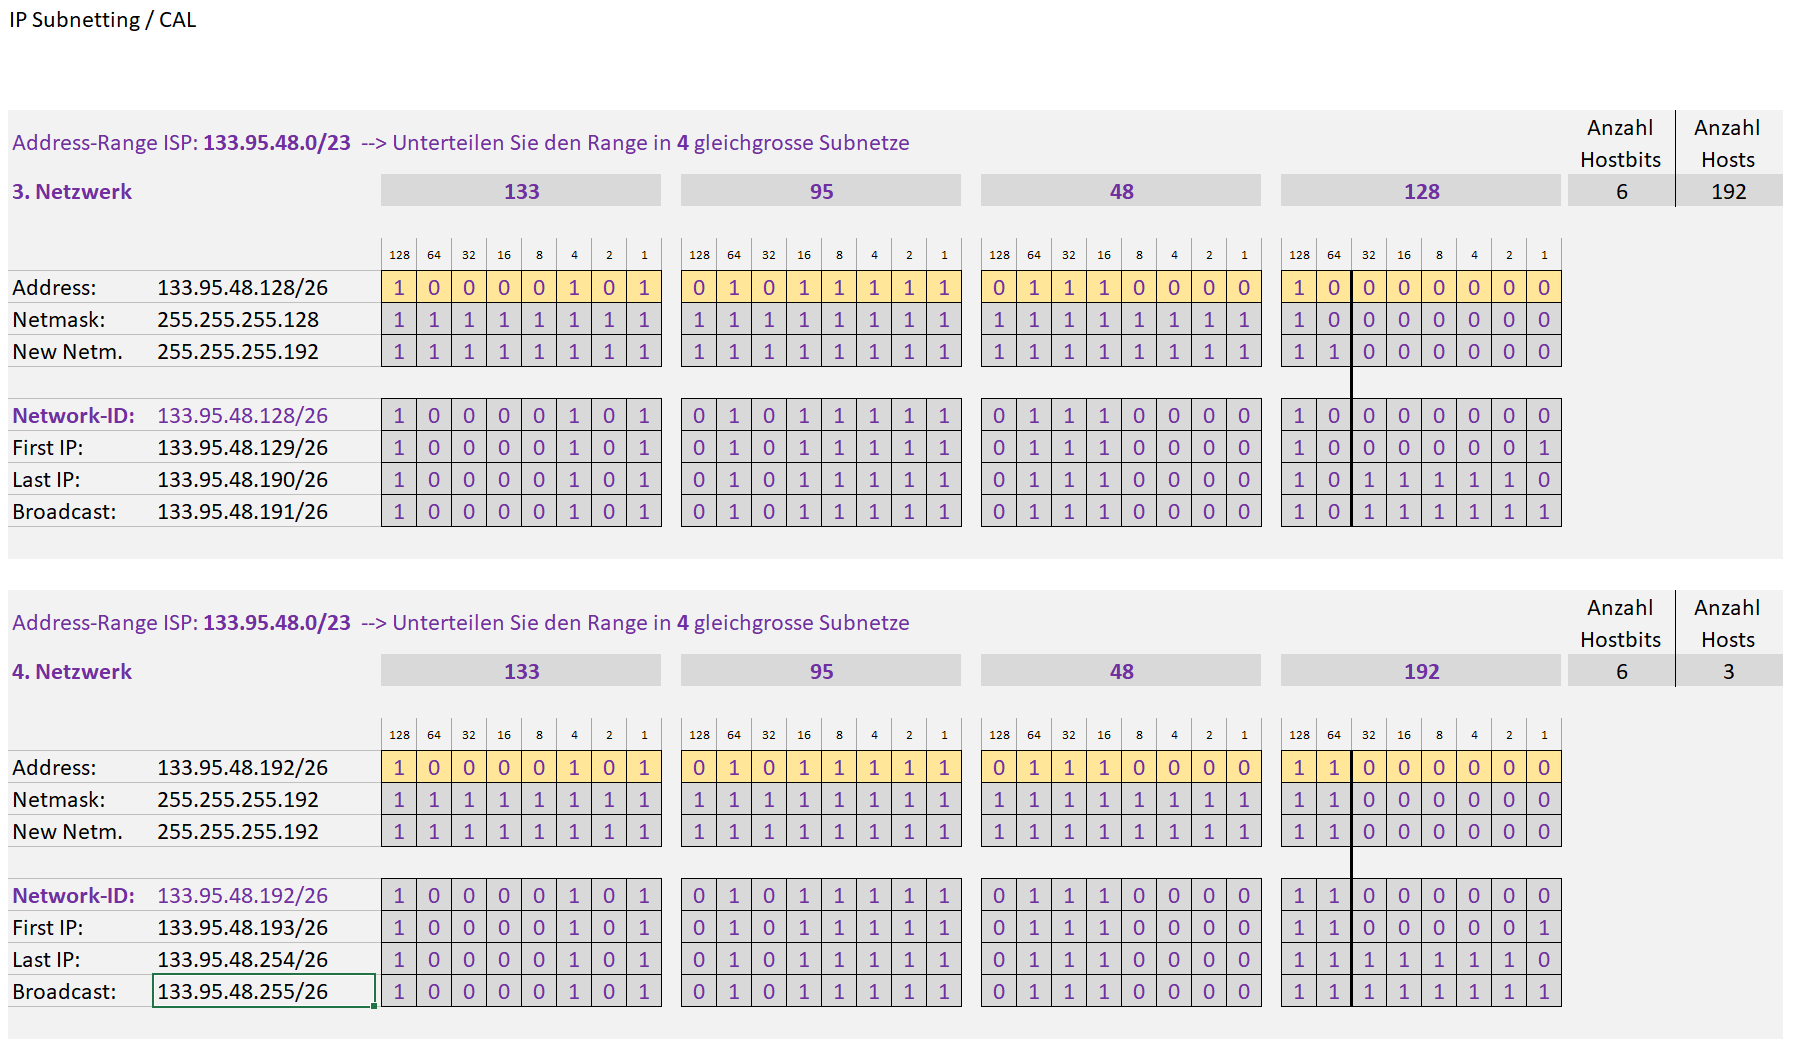 IP Subnetting / CAL
Address-Range ISP: 133.95.48.0/23 --> Unterteilen Sie den Range in 4 gleichgrosse Subnetze Anzahl Hostbits Anzahl Hosts
3. Netzwerk 133 95 48 128 6 192
128 64 32 16 8 4 2 1 128 64 32 16 8 4 2 1 128 64 32 16 8 4 2 1 128 64 32 16 8 4 2 1
Address: 133.95.48.128/26 1 0 0 0 0 1 0 1 0 1 0 1 1 1 1 1 0 1 1 1 0 0 0 0 1 0 0 0 0 0 0 0
Netmask: 255.255.255.128 1 1 1 1 1 1 1 1 1 1 1 1 1 1 1 1 1 1 1 1 1 1 1 1 1 0 0 0 0 0 0 0
New Netm. 255.255.255.192 1 1 1 1 1 1 1 1 1 1 1 1 1 1 1 1 1 1 1 1 1 1 1 1 1 1 0 0 0 0 0 0
Network-ID: 133.95.48.128/26 1 0 0 0 0 1 0 1 0 1 0 1 1 1 1 1 0 1 1 1 0 0 0 0 1 0 0 0 0 0 0 0
First IP: 133.95.48.129/26 1 0 0 0 0 1 0 1 0 1 0 1 1 1 1 1 0 1 1 1 0 0 0 0 1 0 0 0 0 0 0 1
Last IP: 133.95.48.190/26 1 0 0 0 0 1 0 1 0 1 0 1 1 1 1 1 0 1 1 1 0 0 0 0 1 0 1 1 1 1 1 0
Broadcast: 133.95.48.191/26 1 0 0 0 0 1 0 1 0 1 0 1 1 1 1 1 0 1 1 1 0 0 0 0 1 0 1 1 1 1 1 1
Address-Range ISP: 133.95.48.0/23 --> Unterteilen Sie den Range in 4 gleichgrosse Subnetze Anzahl Hostbits Anzahl Hosts
4. Netzwerk 133 95 48 192 6 3
128 64 32 16 8 4 2 1 128 64 32 16 8 4 2 1 128 64 32 16 8 4 2 1 128 64 32 16 8 4 2 1
Address: 133.95.48.192/26 1 0 0 0 0 1 0 1 0 1 0 1 1 1 1 1 0 1 1 1 0 0 0 0 1 1 0 0 0 0 0 0
Netmask: 255.255.255.192 1 1 1 1 1 1 1 1 1 1 1 1 1 1 1 1 1 1 1 1 1 1 1 1 1 1 0 0 0 0 0 0
New Netm. 255.255.255.192 1 1 1 1 1 1 1 1 1 1 1 1 1 1 1 1 1 1 1 1 1 1 1 1 1 1 0 0 0 0 0 0
Network-ID: 133.95.48.192/26 1 0 0 0 0 1 0 1 0 1 0 1 1 1 1 1 0 1 1 1 0 0 0 0 1 1 0 0 0 0 0 0
First IP: 133.95.48.193/26 1 0 0 0 0 1 0 1 0 1 0 1 1 1 1 1 0 1 1 1 0 0 0 0 1 1 0 0 0 0 0 1
Last IP: 133.95.48.254/26 1 0 0 0 0 1 0 1 0 1 0 1 1 1 1 1 0 1 1 1 0 0 0 0 1 1 1 1 1 1 1 0
Broadcast: 133.95.48.255/26 1 0 0 0 0 1 0 1 0 1 0 1 1 1 1 1 0 1 1 1 0 0 0 0 1 1 1 1 1 1 1 1